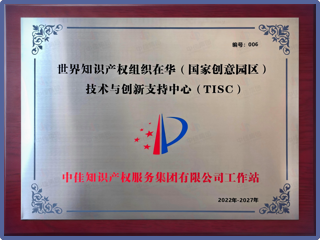 编号：006
世界知识产权组织在华（国家创意园区）
技术与创新支持中心（TISC）
中佳知识产权服务集团有限公司工作站
2022年-2027年